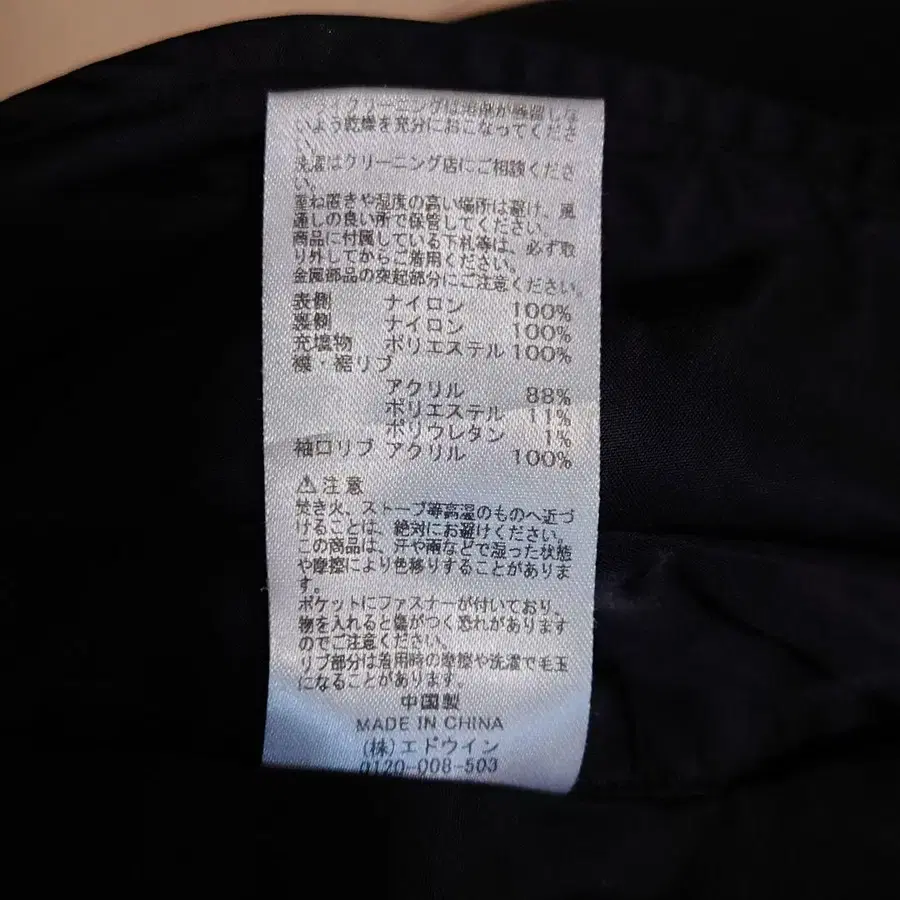 ライクリーニングは溶剤が残留しな
いよう乾燥を充分におこなってくださ
い。
洗濯はクリーニング店にご相談くださ
い。
重ね置きや湿度の高い場所は避け、風
通しの良い所で保管してください。
商品に付属している下札等は、必ず取
り外してからご着用ください。
金属部品の突起部分にご注意ください。
表側 ナイロン 100%
裏側 ナイロン 100%
充填物 ポリエステル 100%
襟・裾リブ
アクリル 88%
ポリエステル 11%
ポリウレタン 1%
袖口リブ アクリル 100%
⚠注意
焚き火、ストーブ等高温のものへ近づ
けることは、絶対にお避けください。
この商品は、汗や雨などで湿った状態
や摩擦により色移りすることがありま
す。
ポケットにファスナーが付いており、
物を入れると傷がつく恐れがあります
のでご注意ください。
リブ部分は着用時の摩擦や洗濯で毛玉
になることがあります。
中国製
MADE IN CHINA
(株)エドウイン
0120-008-503